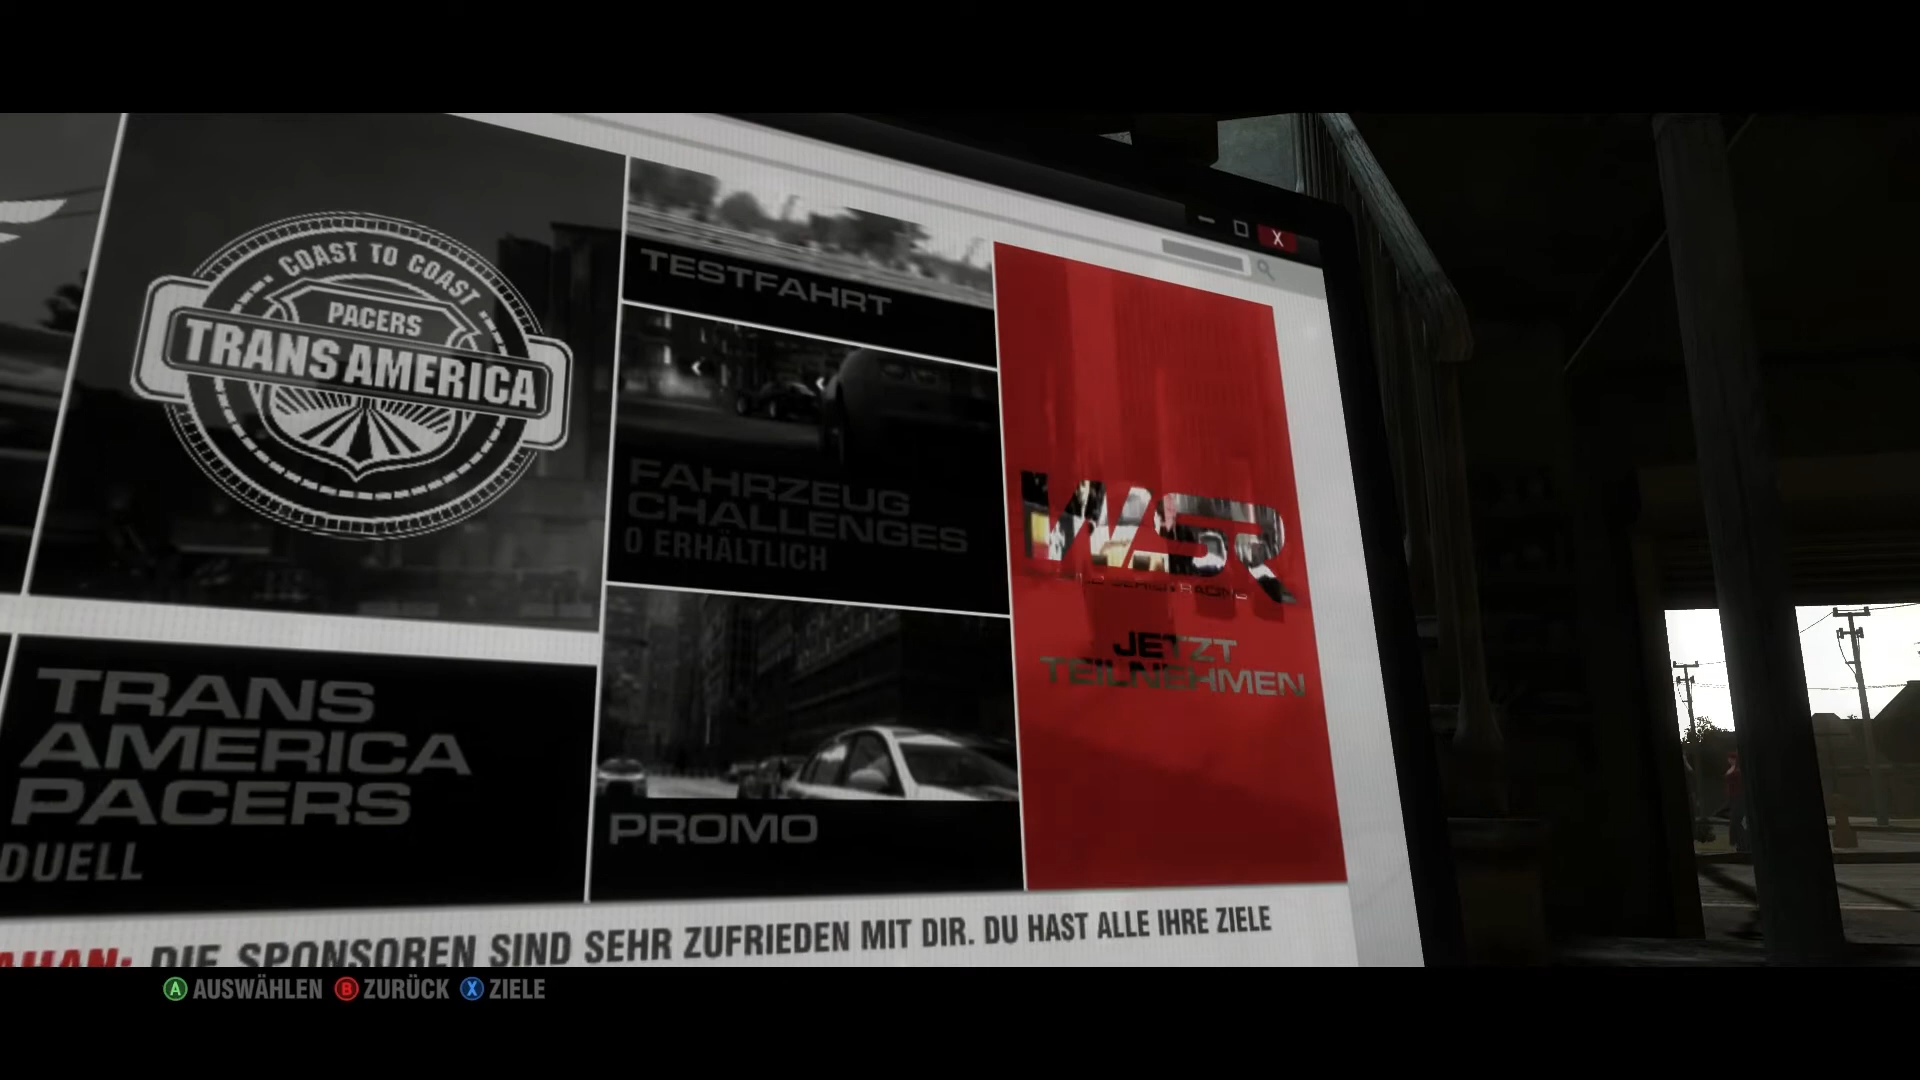 COAST TO COAST
PACERS
TRANS AMERICA
TRANS
AMERICA
PACERS
DUELL
TESTFAHRT
FAHRZEUG
CHALLENGES
0 ERHÄLTLICH
PROMO
X
WSR
JETZT
TEILNEHMEN
DIE SPONSOREN SIND SEHR ZUFRIEDEN MIT DIR. DU HAST ALLE IHRE ZIELE
A AUSWÄHLEN B ZURÜCK X ZIELE